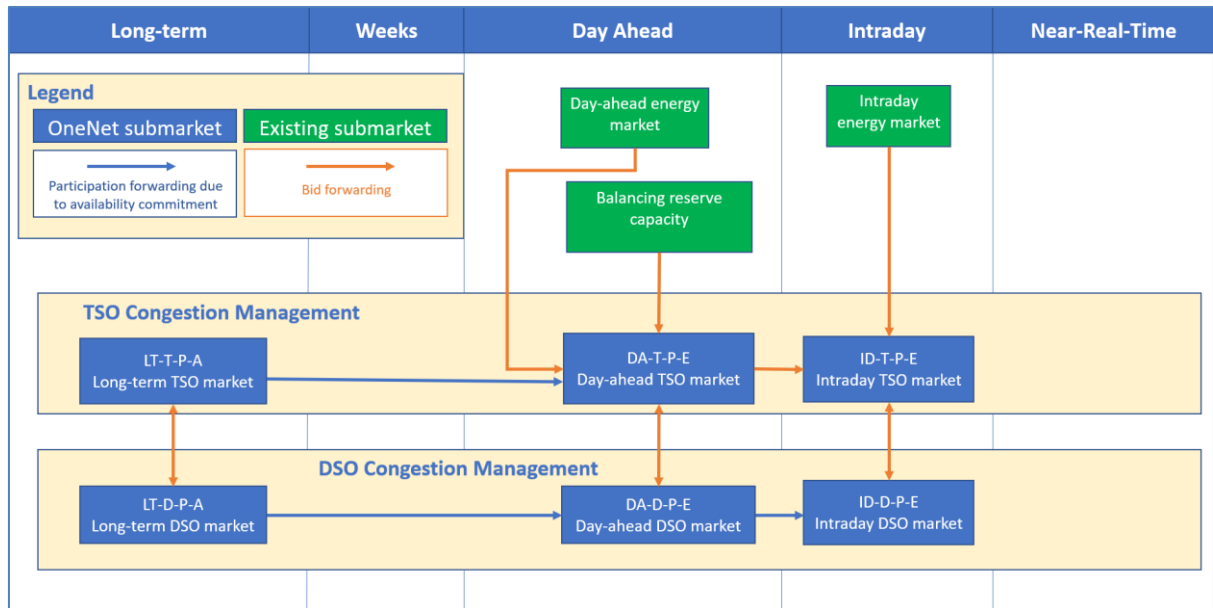 Long-term
Weeks
Day Ahead
Intraday
Near-Real-Time
Legend
OneNet submarket
Existing submarket
Participation forwarding due
to availability commitment
Bid forwarding
Day-ahead energy
market
Intraday
energy market
Balancing reserve
capacity
TSO Congestion Management
LT-T-P-A
Long-term TSO market
DA-T-P-E
Day-ahead TSO market
ID-T-P-E
Intraday TSO market
DSO Congestion Management
LT-D-P-A
Long-term DSO market
DA-D-P-E
Day-ahead DSO market
ID-D-P-E
Intraday DSO market